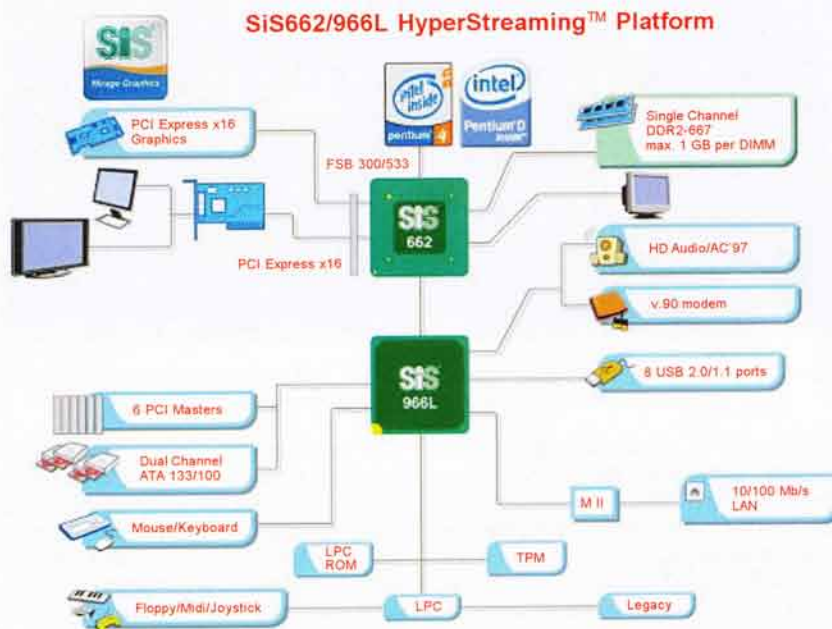 SiS662/966L HyperStreaming™ Platform
SiS
Mirage Graphics
intel
inside
pentium 4
intel
Pentium D
inside
PCI Express x16
Graphics
FSB 300/533
Single Channel
DDR2-667
max. 1 GB per DIMM
SiS
662
PCI Express x16
HD Audio/AC'97
v.90 modem
SiS
966L
8 USB 2.0/1.1 ports
6 PCI Masters
Dual Channel
ATA 133/100
M II
10/100 Mb/s
LAN
Mouse/Keyboard
LPC
ROM
TPM
Floppy/Midi/Joystick
LPC
Legacy